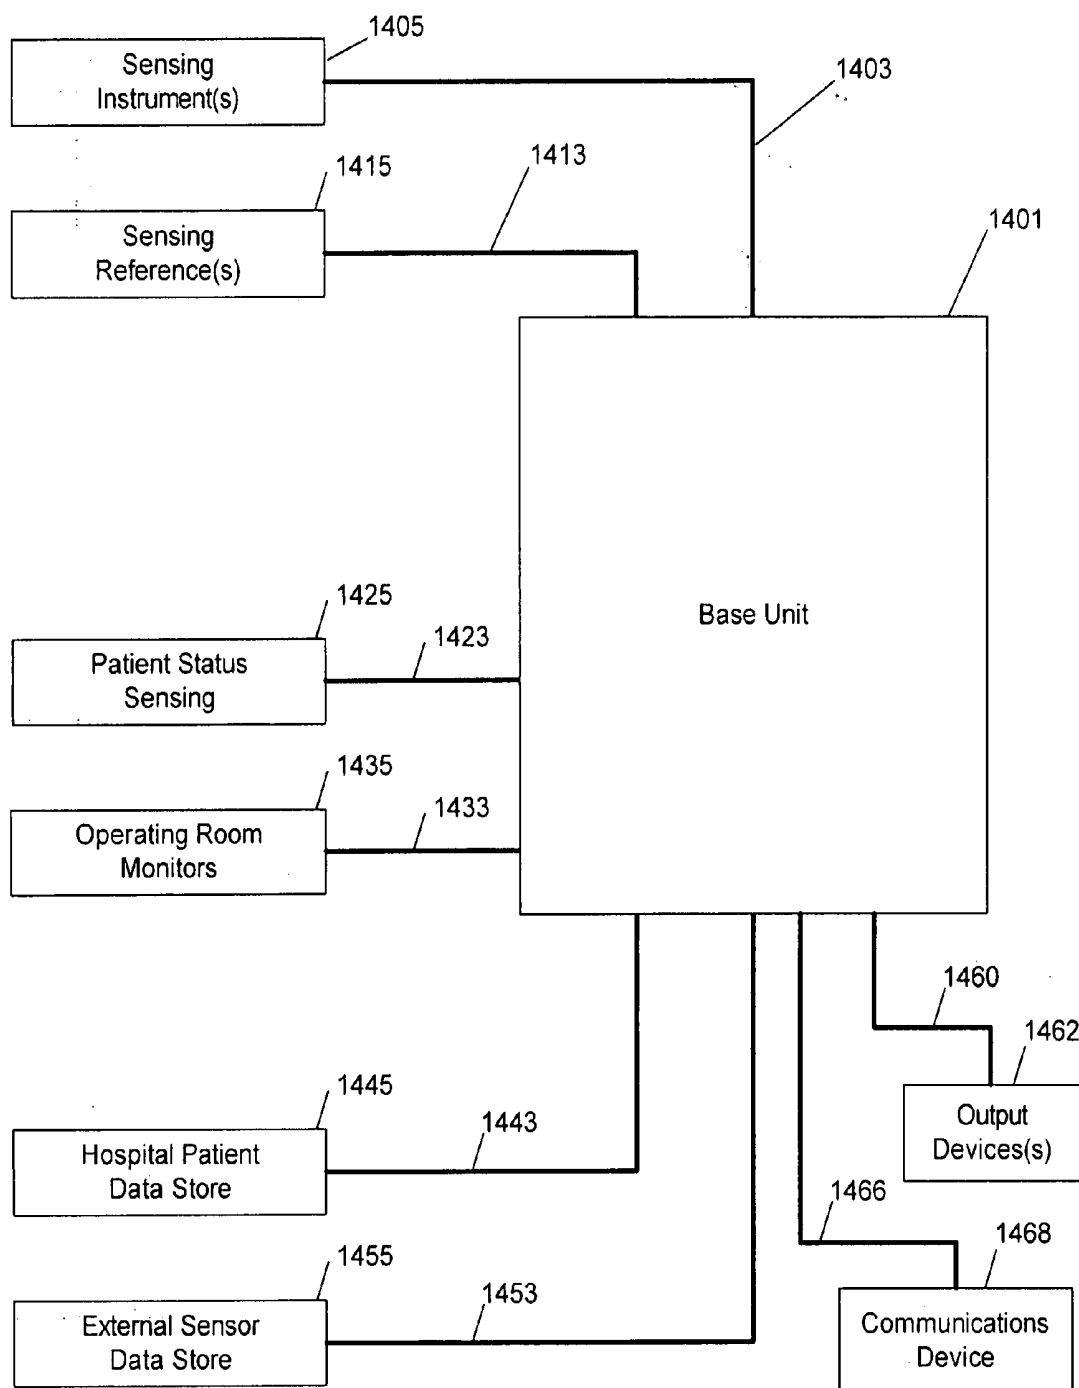 1405
Sensing
Instrument(s)
1403
1415
1413
Sensing
Reference(s)
1401
Base Unit
1425
1423
Patient Status
Sensing
1435
1433
Operating Room
Monitors
1460
1462
Output
Devices(s)
1445
1443
Hospital Patient
Data Store
1466
1468
Communications
Device
1455
1453
External Sensor
Data Store